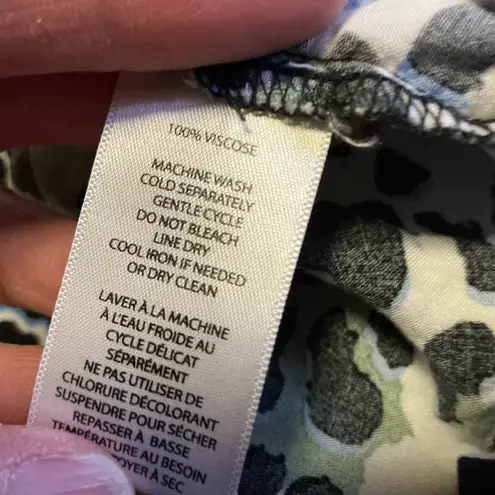 100% VISCOSE
MACHINE WASH
COLD SEPARATELY
GENTLE CYCLE
DO NOT BLEACH
LINE DRY
COOL IRON IF NEEDED
OR DRY CLEAN
LAVER À LA MACHINE
À L'EAU FROIDE AU
CYCLE DÉLICAT
SÉPARÉMENT
NE PAS UTILISER DE
CHLORURE DÉCOLORANT
SUSPENDRE POUR SÉCHER
REPASSER À BASSE
TEMPÉRATURE AU BESOIN
À SEC